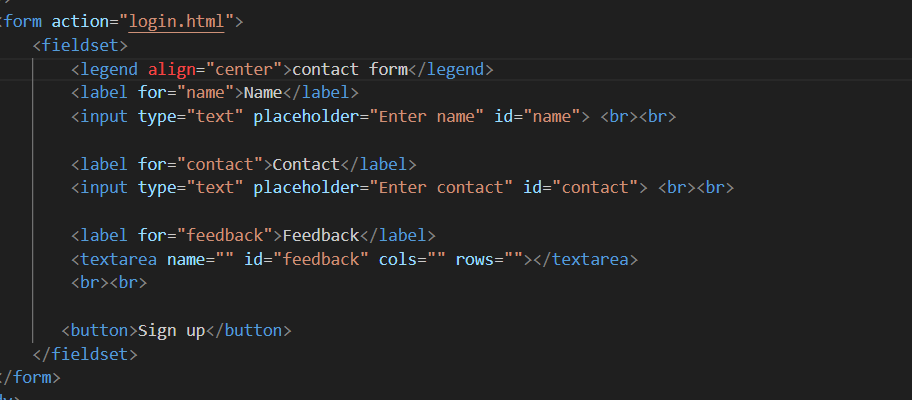 <form action="login.html">
<fieldset>
<legend align="center">contact form</legend>
<label for="name">Name</label>
<input type="text" placeholder="Enter name" id="name"> <br><br>
<label for="contact">Contact</label>
<input type="text" placeholder="Enter contact" id="contact"> <br><br>
<label for="feedback">Feedback</label>
<textarea name="" id="feedback" cols="" rows=""></textarea>
<br><br>
<button>Sign up</button>
</fieldset>
</form>